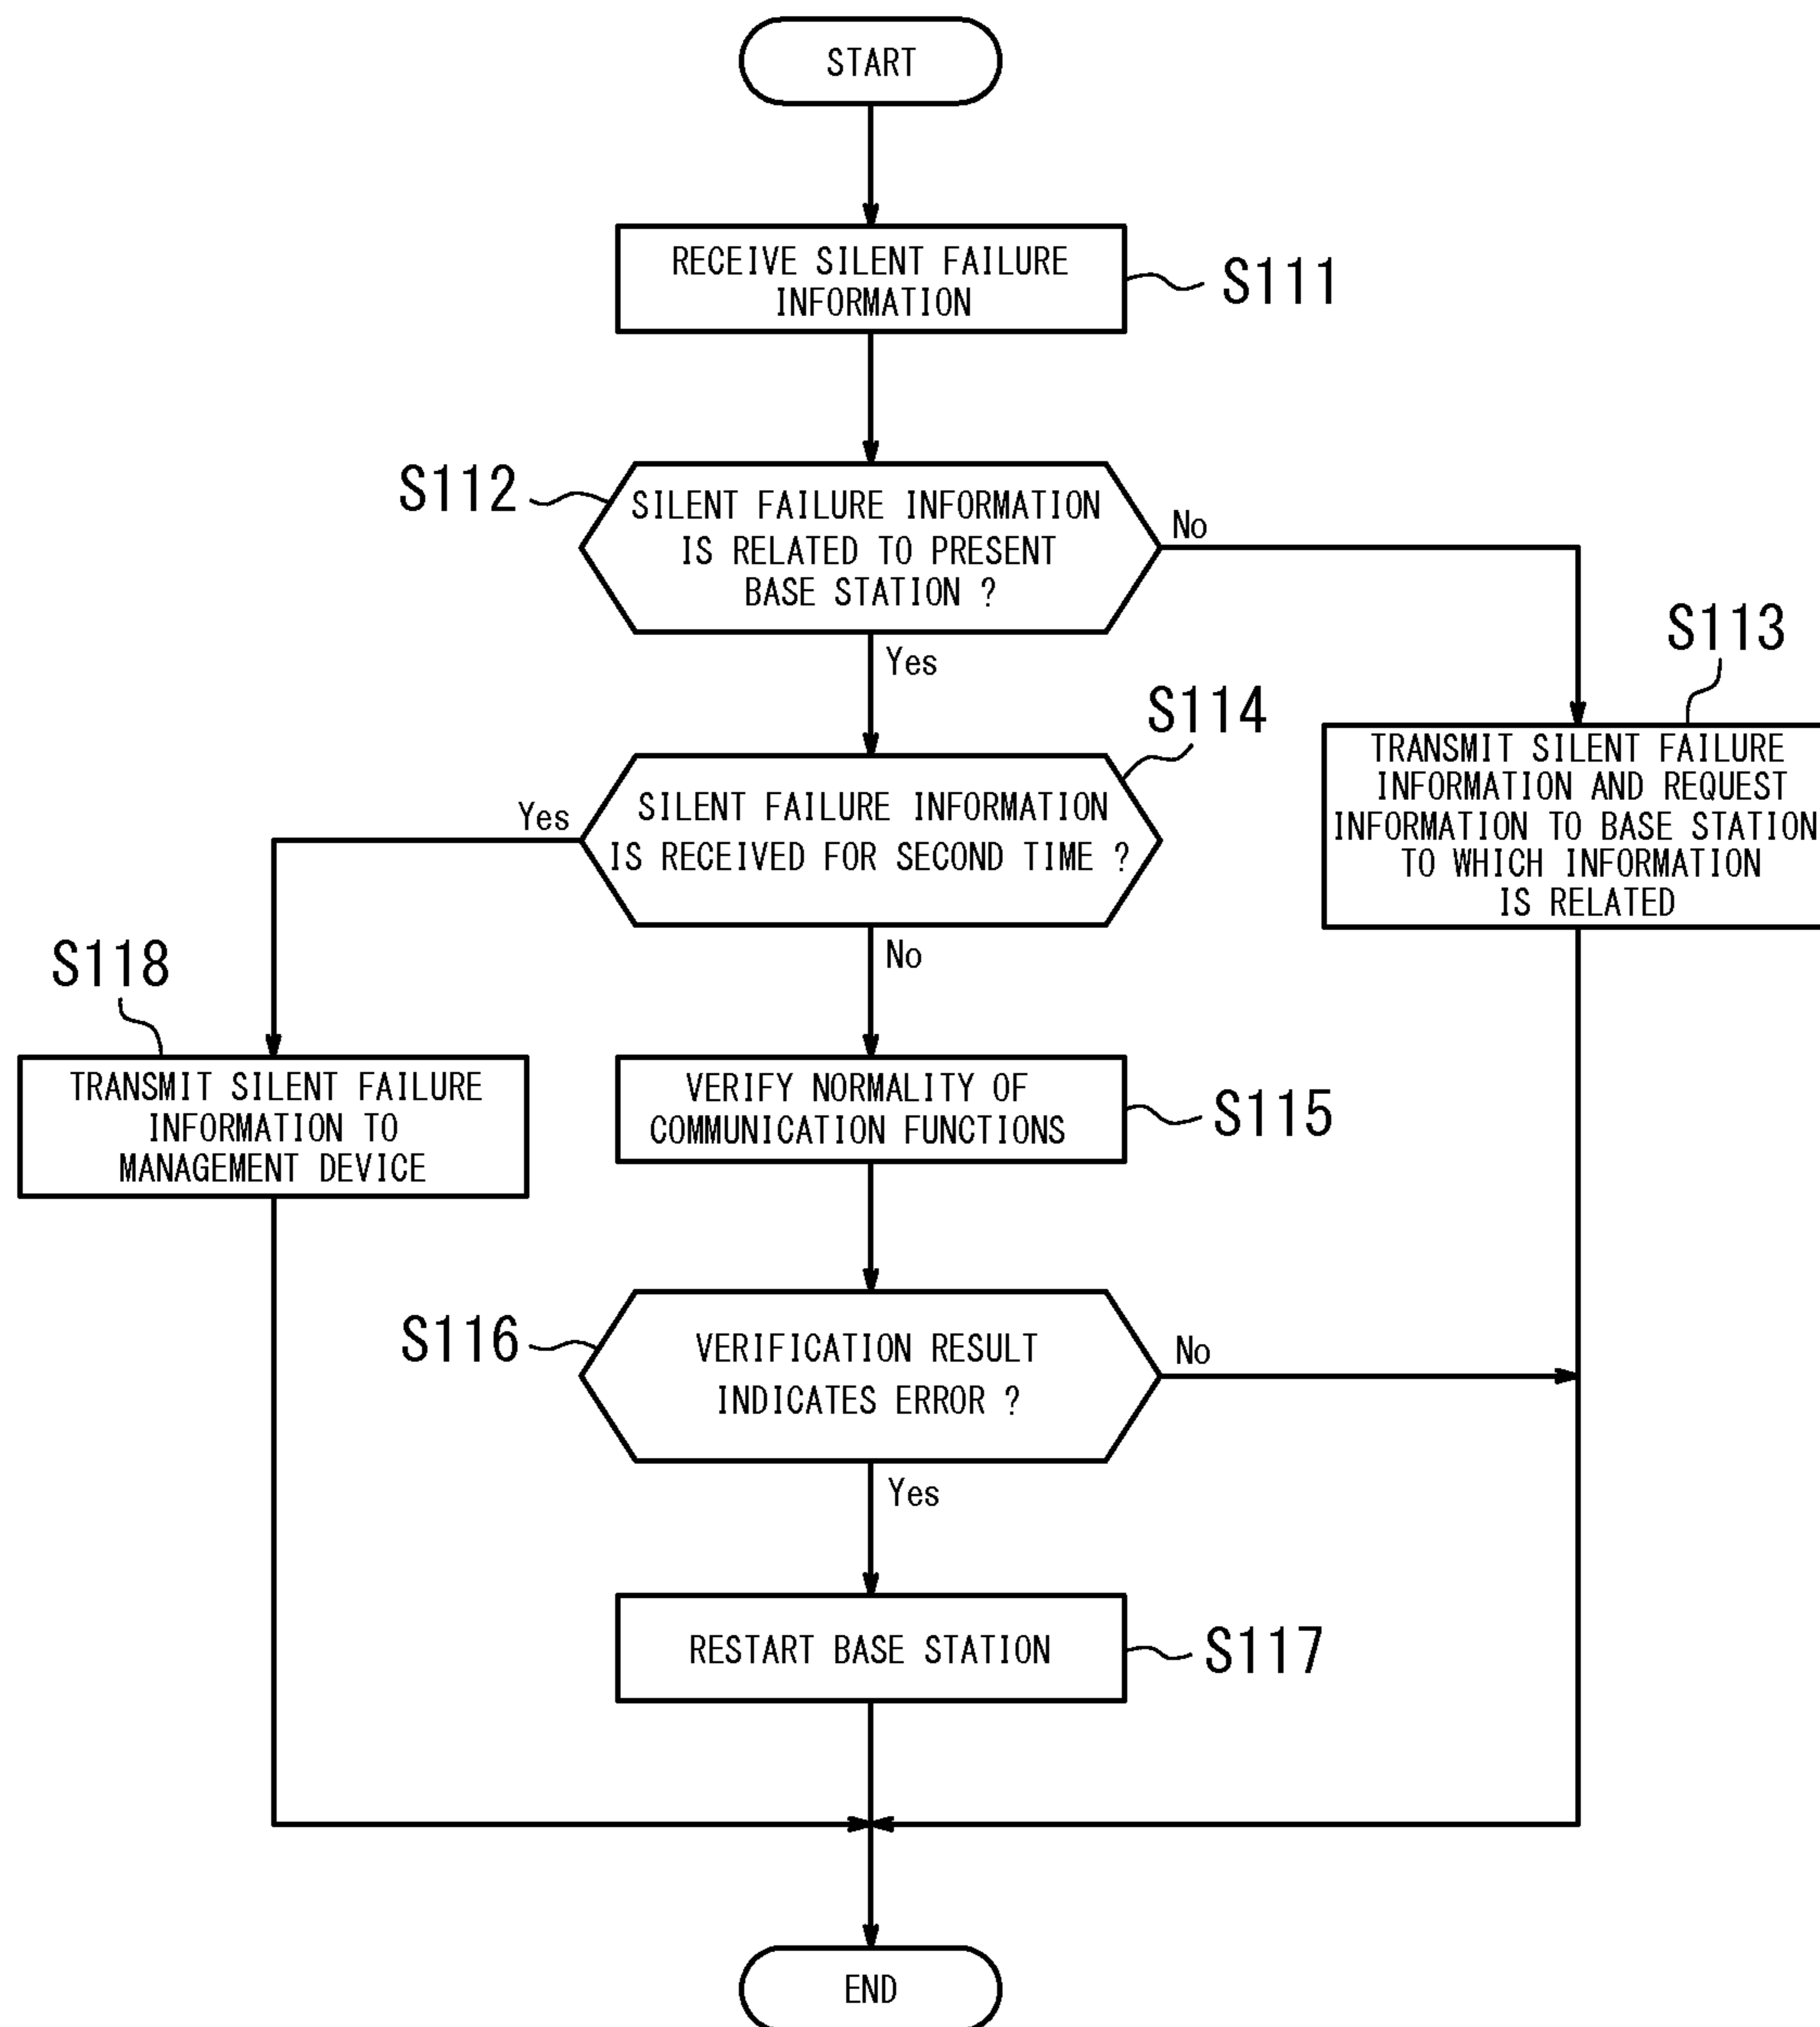 START
RECEIVE SILENT FAILURE
INFORMATION
S111
S112
SILENT FAILURE INFORMATION
IS RELATED TO PRESENT
BASE STATION ?
No
Yes
S113
TRANSMIT SILENT FAILURE
INFORMATION AND REQUEST
INFORMATION TO BASE STATION
TO WHICH INFORMATION
IS RELATED
S114
SILENT FAILURE INFORMATION
IS RECEIVED FOR SECOND TIME ?
Yes
No
S118
TRANSMIT SILENT FAILURE
INFORMATION TO
MANAGEMENT DEVICE
VERIFY NORMALITY OF
COMMUNICATION FUNCTIONS
S115
S116
VERIFICATION RESULT
INDICATES ERROR ?
No
Yes
RESTART BASE STATION
S117
END